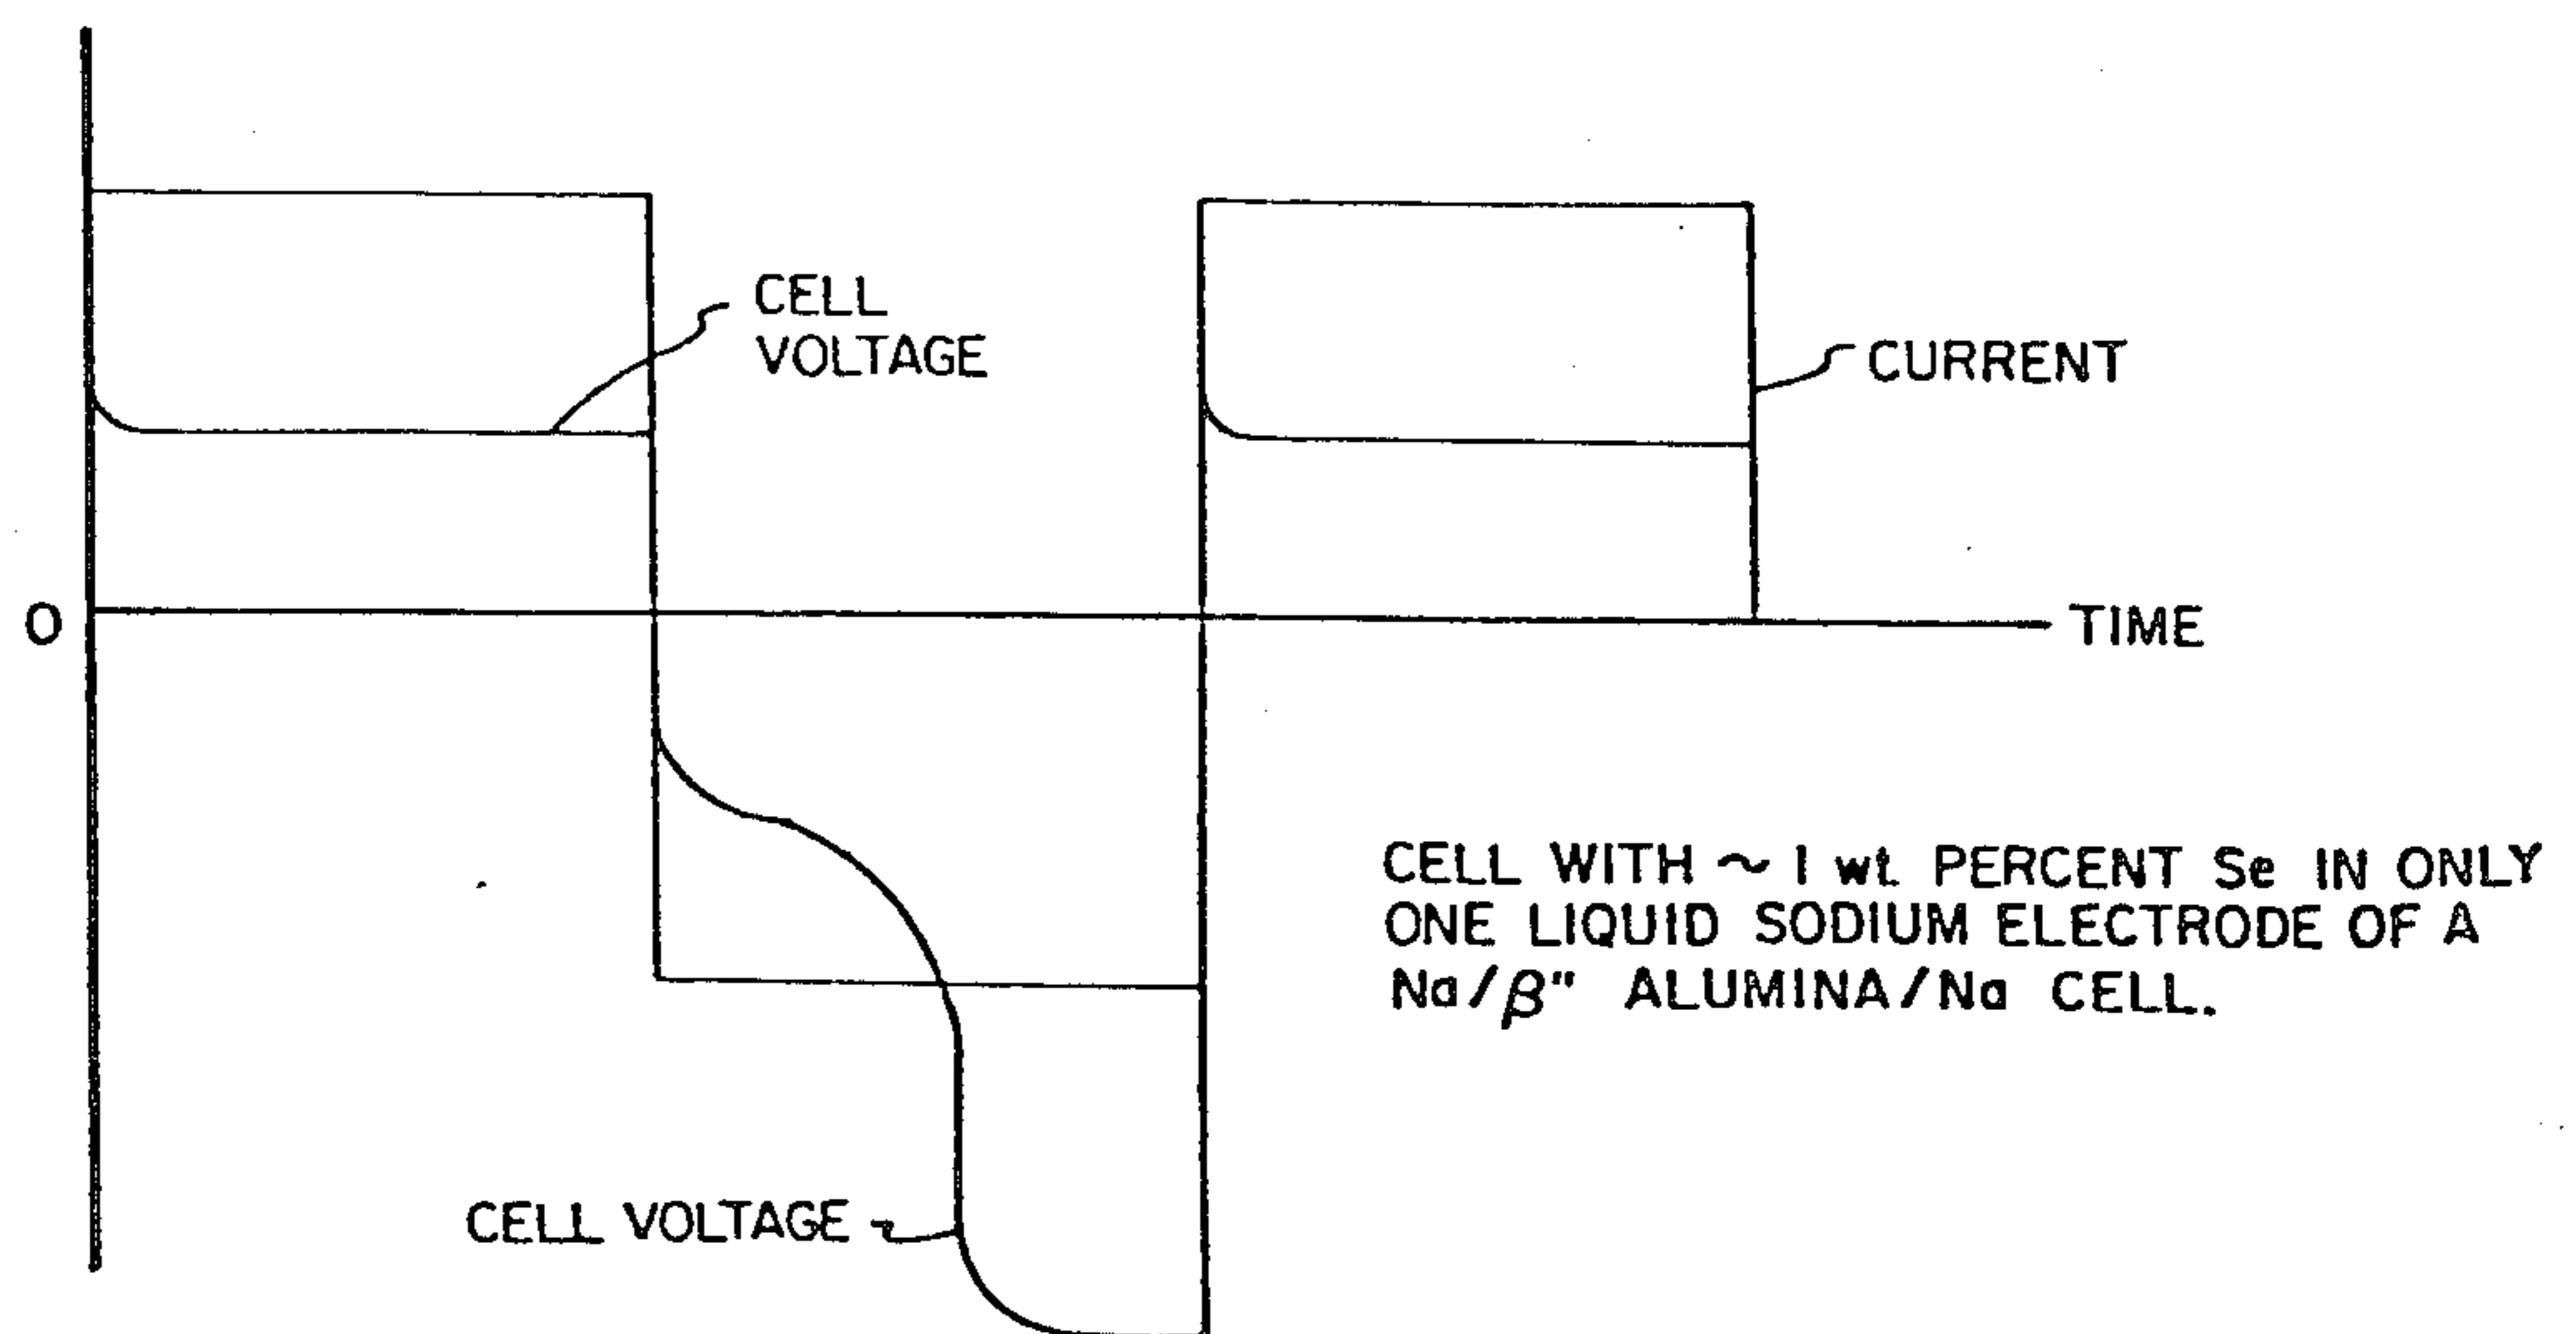 CELL
VOLTAGE
CURRENT
O
TIME
CELL WITH ~ 1 wt PERCENT Se IN ONLY
ONE LIQUID SODIUM ELECTRODE OF A
Na/β" ALUMINA/Na CELL.
CELL VOLTAGE